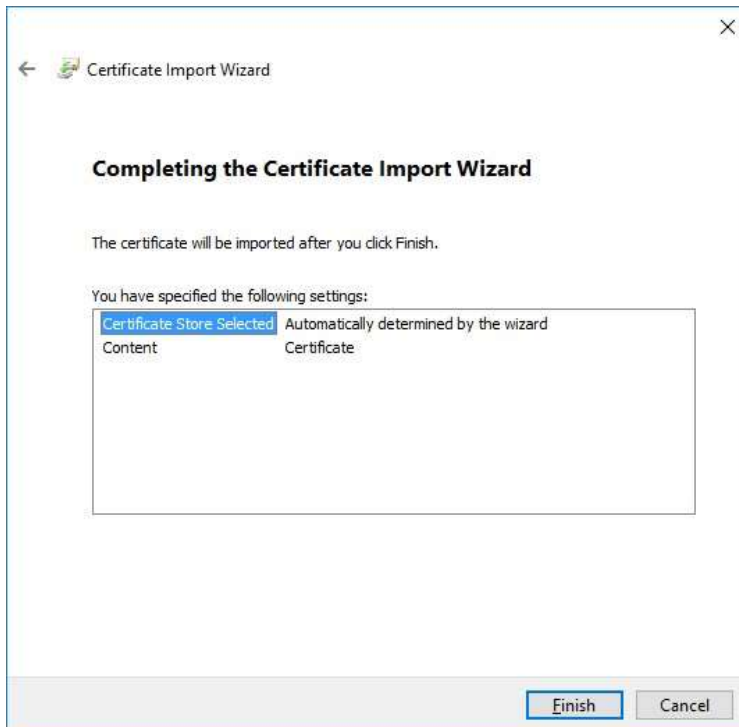 Certificate Import Wizard
Completing the Certificate Import Wizard
The certificate will be imported after you click Finish.
You have specified the following settings:
Certificate Store Selected Automatically determined by the wizard
Content Certificate
Finish Cancel